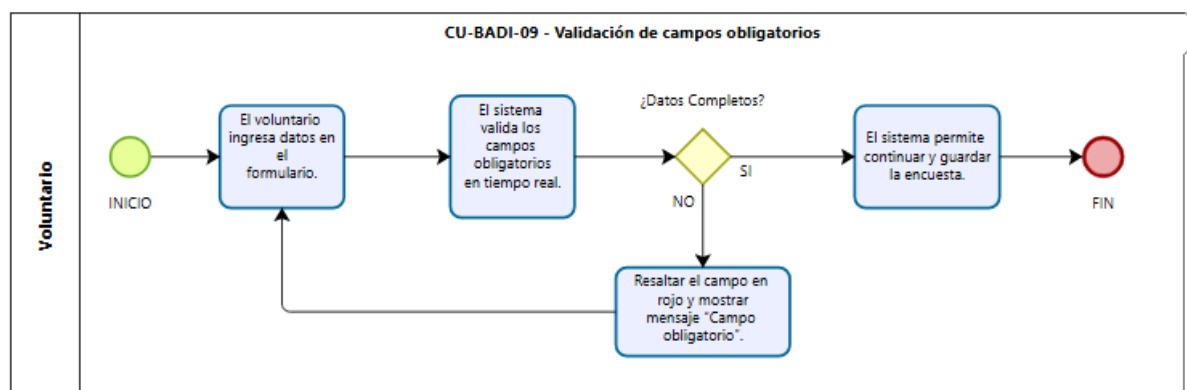 CU-BADI-09 - Validación de campos obligatorios
Voluntario
INICIO
El voluntario
ingresa datos en
el
formulario.
El sistema
valida los
campos
obligatorios
en tiempo real.
¿Datos Completos?
SI
NO
El sistema permite
continuar y guardar
la encuesta.
FIN
Resaltar el campo en
rojo y mostrar
mensaje “Campo
obligatorio”.